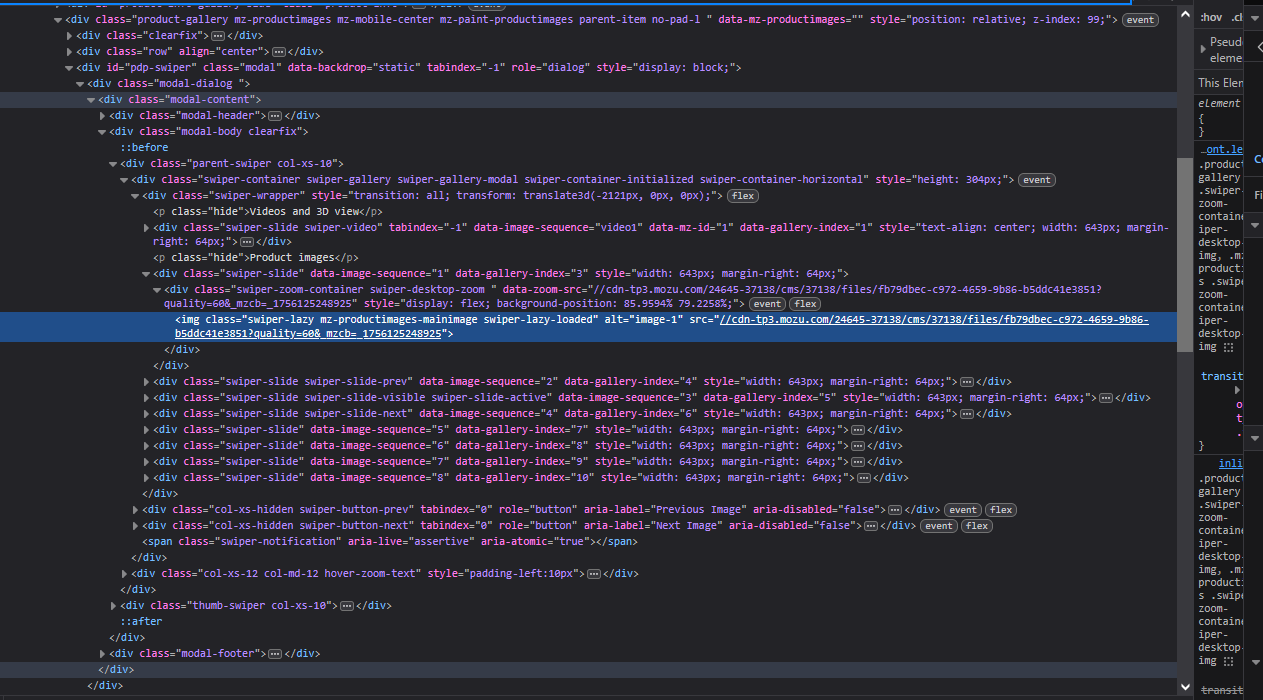 <div class="product-gallery mz-productimages mz-mobile-center mz-paint-productimages parent-item no-pad-l " data-mz-productimages="" style="position: relative; z-index: 99;"> event
<div class="clearfix">⋯</div>
<div class="row" align="center">⋯</div>
<div id="pdp-swiper" class="modal" data-backdrop="static" tabindex="-1" role="dialog" style="display: block;">
<div class="modal-dialog ">
<div class="modal-content">
<div class="modal-header">⋯</div>
<div class="modal-body clearfix">
::before
<div class="parent-swiper col-xs-10">
<div class="swiper-container swiper-gallery swiper-gallery-modal swiper-container-initialized swiper-container-horizontal" style="height: 304px;"> event
<div class="swiper-wrapper" style="transition: all; transform: translate3d(-2121px, 0px, 0px);"> flex
<p class="hide">Videos and 3D view</p>
<div class="swiper-slide swiper-video" tabindex="-1" data-image-sequence="video1" data-mz-id="1" data-gallery-index="1" style="text-align: center; width: 643px; margin-
right: 64px;">⋯</div>
<p class="hide">Product images</p>
<div class="swiper-slide" data-image-sequence="1" data-gallery-index="3" style="width: 643px; margin-right: 64px;">
<div class="swiper-zoom-container swiper-desktop-zoom " data-zoom-src="//cdn-tp3.mozu.com/24645-37138/cms/37138/files/fb79dbec-c972-4659-9b86-b5ddc41e3851?
quality=60&_mzcb=_1756125248925" style="display: flex; background-position: 85.9594% 79.2258%;"> event flex
<img class="swiper-lazy mz-productimages-mainimage swiper-lazy-loaded" alt="image-1" src="//cdn-tp3.mozu.com/24645-37138/cms/37138/files/fb79dbec-c972-4659-9b86-
b5ddc41e3851?quality=60&_mzcb=_1756125248925">
</div>
</div>
<div class="swiper-slide swiper-slide-prev" data-image-sequence="2" data-gallery-index="4" style="width: 643px; margin-right: 64px;">⋯</div>
<div class="swiper-slide swiper-slide-visible swiper-slide-active" data-image-sequence="3" data-gallery-index="5" style="width: 643px; margin-right: 64px;">⋯</div>
<div class="swiper-slide swiper-slide-next" data-image-sequence="4" data-gallery-index="6" style="width: 643px; margin-right: 64px;">⋯</div>
<div class="swiper-slide" data-image-sequence="5" data-gallery-index="7" style="width: 643px; margin-right: 64px;">⋯</div>
<div class="swiper-slide" data-image-sequence="6" data-gallery-index="8" style="width: 643px; margin-right: 64px;">⋯</div>
<div class="swiper-slide" data-image-sequence="7" data-gallery-index="9" style="width: 643px; margin-right: 64px;">⋯</div>
<div class="swiper-slide" data-image-sequence="8" data-gallery-index="10" style="width: 643px; margin-right: 64px;">⋯</div>
</div>
<div class="col-xs-hidden swiper-button-prev" tabindex="0" role="button" aria-label="Previous Image" aria-disabled="false">⋯</div> event flex
<div class="col-xs-hidden swiper-button-next" tabindex="0" role="button" aria-label="Next Image" aria-disabled="false">⋯</div> event flex
<span class="swiper-notification" aria-live="assertive" aria-atomic="true"></span>
</div>
<div class="col-xs-12 col-md-12 hover-zoom-text" style="padding-left:10px">⋯</div>
</div>
<div class="thumb-swiper col-xs-10">⋯</div>
::after
</div>
<div class="modal-footer">⋯</div>
</div>
</div>
:hov .cl
Pseud
eleme
This Elem
element
{
}
…ont.le
.product
gallery
.swiper-
zoom-
contain
iper-
desktop-
img, .mz
product
s .swipe
zoom-
contain
iper-
desktop-
img
transit
o
t
.
}
inli
.product
gallery
.swiper-
zoom-
contain
iper-
desktop-
img, .mz
product
s .swipe
zoom-
contain
iper-
desktop-
img
transit